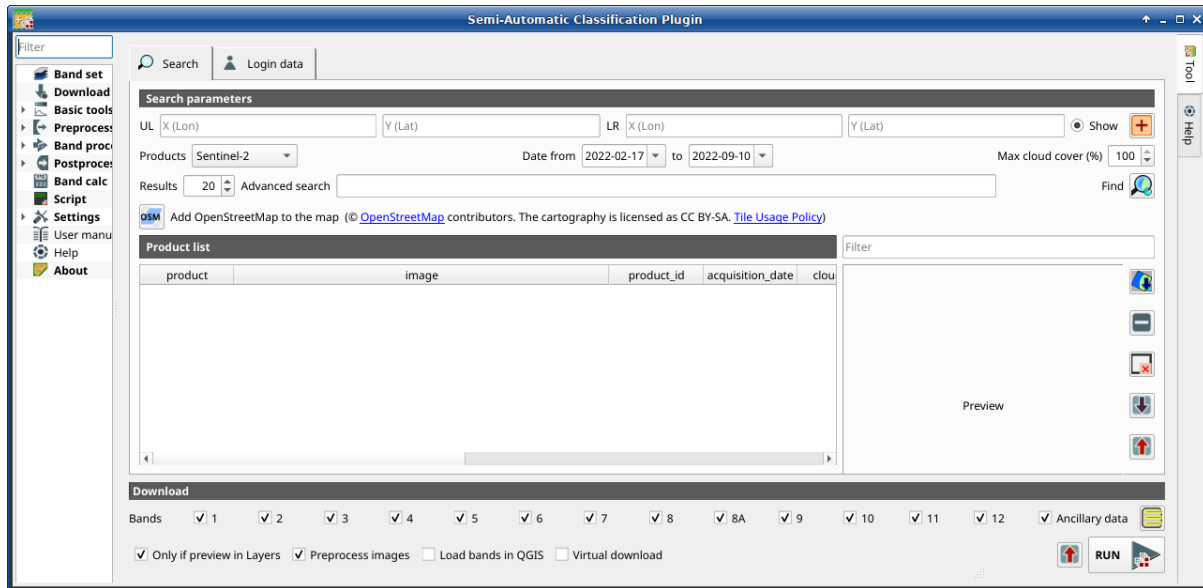 Semi-Automatic Classification Plugin
Filter
Band set
Download
Basic tools
Preprocess
Band proc
Postproces
Band calc
Script
Settings
User manu
Help
About
Search
Login data
Search parameters
UL X (Lon) Y (Lat) LR X (Lon) Y (Lat) Show
Products Sentinel-2 Date from 2022-02-17 to 2022-09-10 Max cloud cover (%) 100
Results 20 Advanced search Find
OSM Add OpenStreetMap to the map (© OpenStreetMap contributors. The cartography is licensed as CC BY-SA. Tile Usage Policy)
Product list Filter
product image product_id acquisition_date clou
Preview
Download
Bands 1 2 3 4 5 6 7 8 8A 9 10 11 12 Ancillary data
Only if preview in Layers Preprocess images Load bands in QGIS Virtual download RUN
Tool
Help